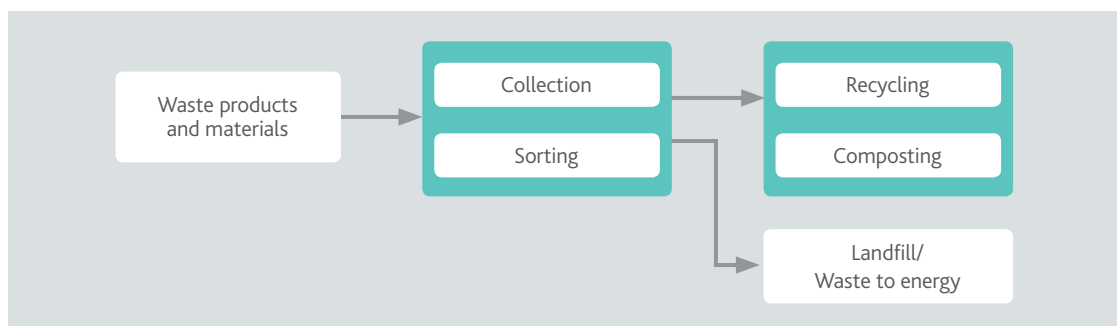 Waste products
and materials
Collection
Sorting
Recycling
Composting
Landfill/
Waste to energy